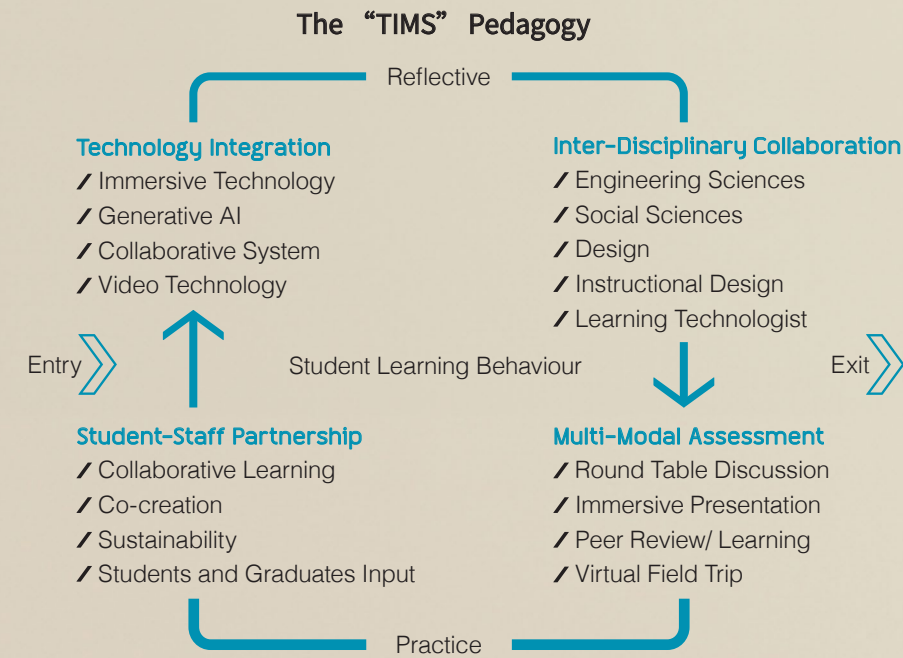 The “TIMS” Pedagogy
Reflective
Technology Integration
Immersive Technology
Generative AI
Collaborative System
Video Technology
Inter-Disciplinary Collaboration
Engineering Sciences
Social Sciences
Design
Instructional Design
Learning Technologist
Entry
Student Learning Behaviour
Exit
Student-Staff Partnership
Collaborative Learning
Co-creation
Sustainability
Students and Graduates Input
Multi-Modal Assessment
Round Table Discussion
Immersive Presentation
Peer Review/ Learning
Virtual Field Trip
Practice